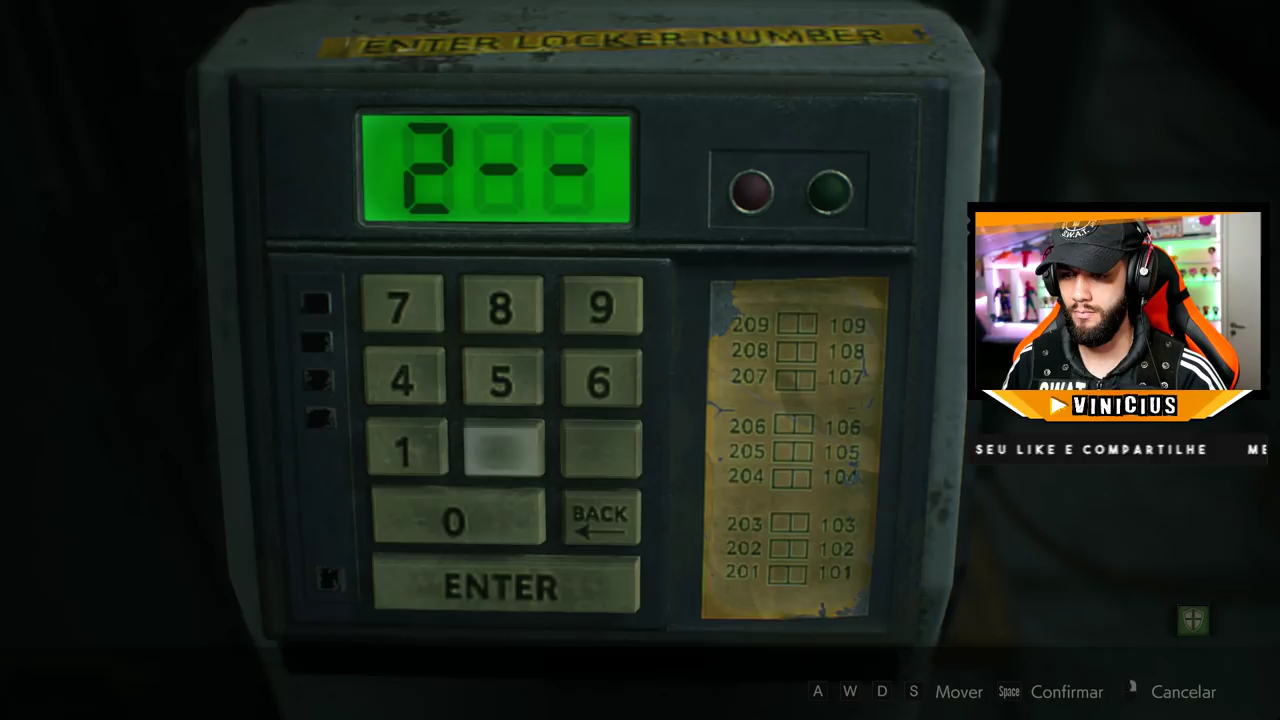 ENTER LOCKER NUMBER
2--
7 8 9
4 5 6
1
0 BACK
ENTER
209 109
208 108
207 107
206 106
205 105
204 104
203 103
202 102
201 101
S.W.A.T.
SWAT
VINICIUS
SEU LIKE E COMPARTILHE ME
A W D S Mover Space Confirmar Cancelar